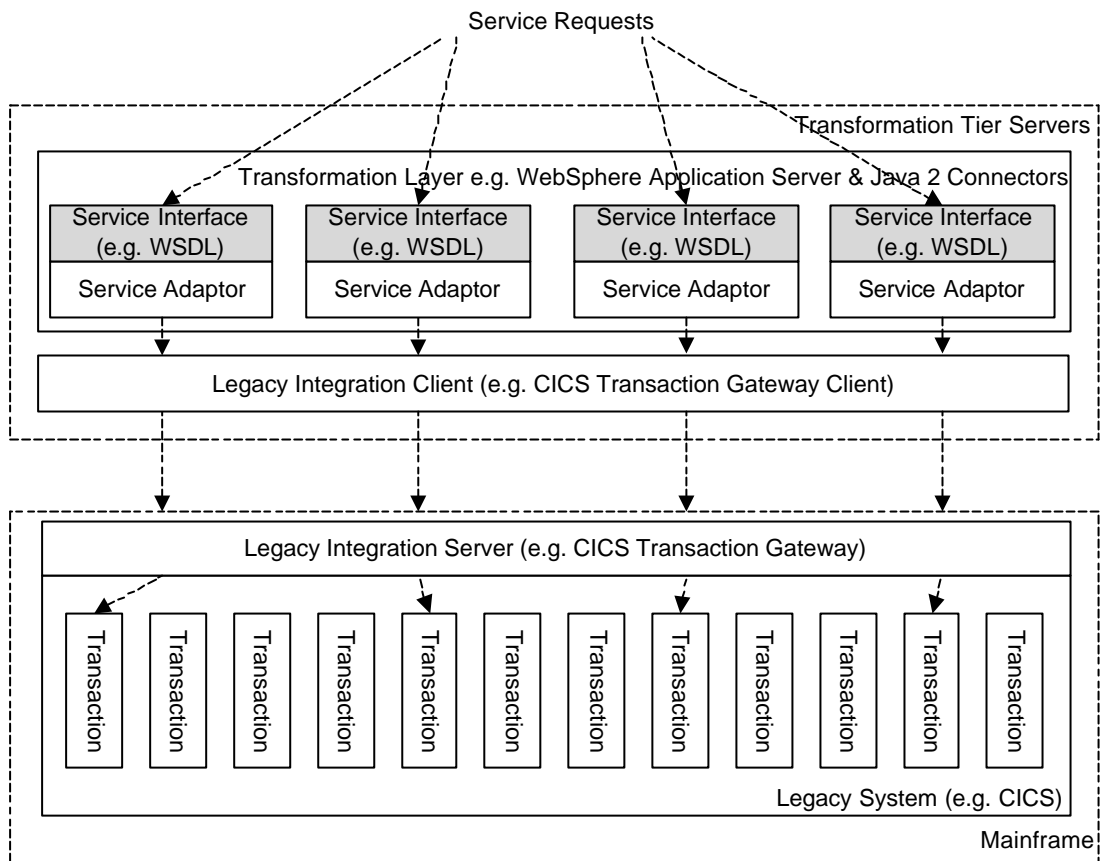 Service Requests
Transformation Tier Servers
Transformation Layer e.g. WebSphere Application Server & Java 2 Connectors
Service Interface
(e.g. WSDL)
Service Adaptor
Service Interface
(e.g. WSDL)
Service Adaptor
Service Interface
(e.g. WSDL)
Service Adaptor
Service Interface
(e.g. WSDL)
Service Adaptor
Legacy Integration Client (e.g. CICS Transaction Gateway Client)
Legacy Integration Server (e.g. CICS Transaction Gateway)
Transaction
Transaction
Transaction
Transaction
Transaction
Transaction
Transaction
Transaction
Transaction
Transaction
Transaction
Transaction
Legacy System (e.g. CICS)
Mainframe